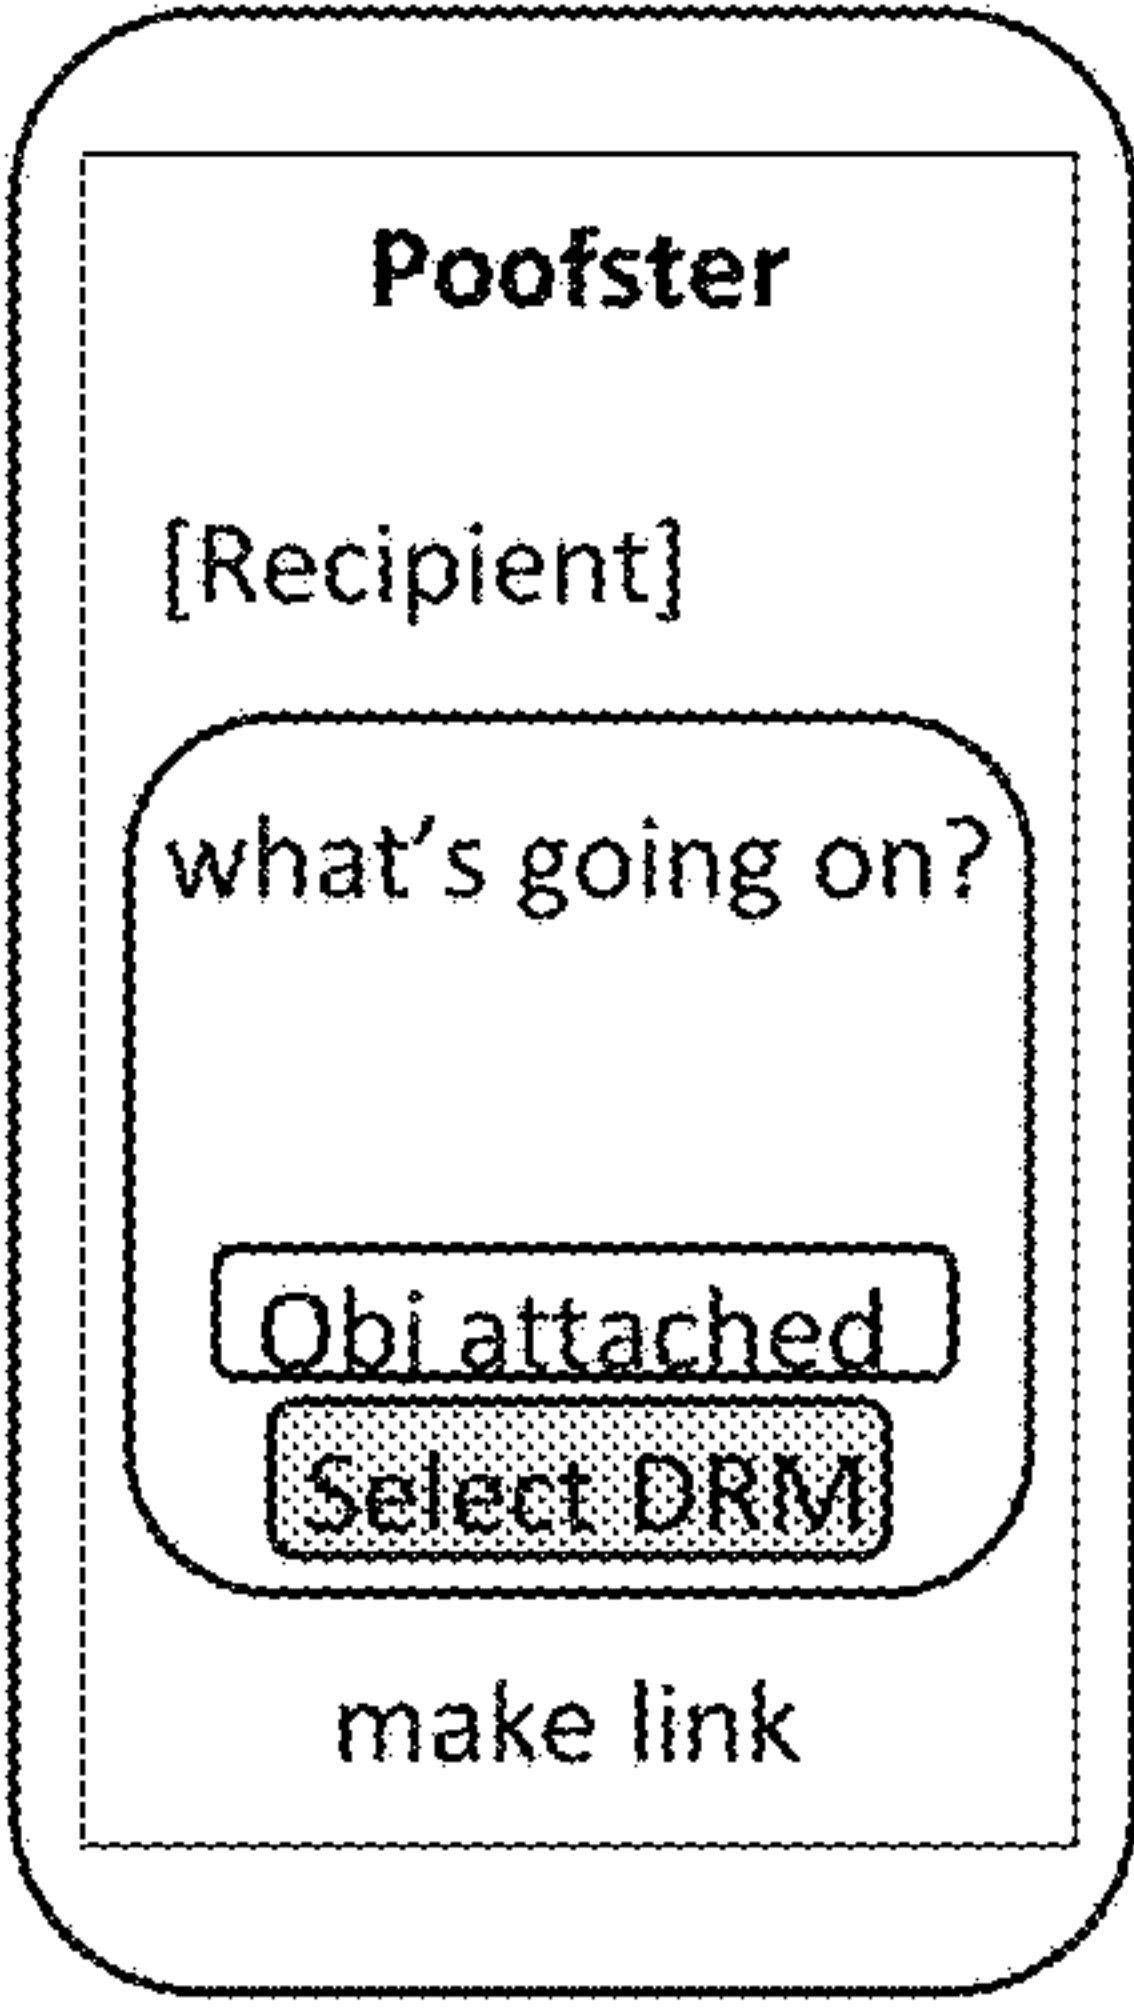 Poofster
[Recipient]
what's going on?
Obj attached
Select DRM
make link